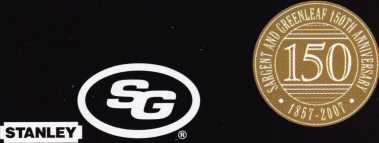 SARGENT AND GREENLEAF 150TH ANNIVERSARY
150
• 1857-2007 •
SG
®
STANLEY